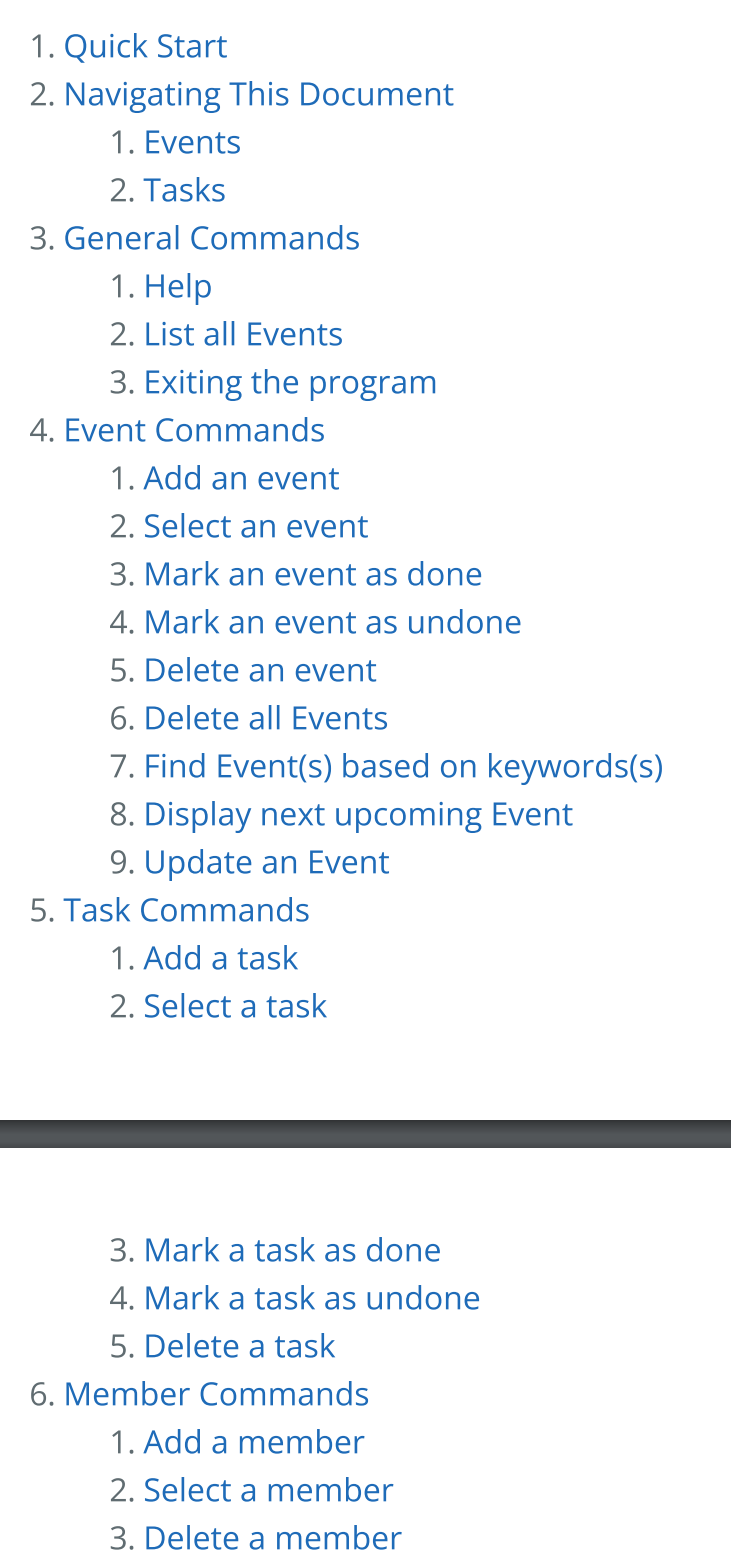 1. Quick Start
2. Navigating This Document
1. Events
2. Tasks
3. General Commands
1. Help
2. List all Events
3. Exiting the program
4. Event Commands
1. Add an event
2. Select an event
3. Mark an event as done
4. Mark an event as undone
5. Delete an event
6. Delete all Events
7. Find Event(s) based on keywords(s)
8. Display next upcoming Event
9. Update an Event
5. Task Commands
1. Add a task
2. Select a task
3. Mark a task as done
4. Mark a task as undone
5. Delete a task
6. Member Commands
1. Add a member
2. Select a member
3. Delete a member